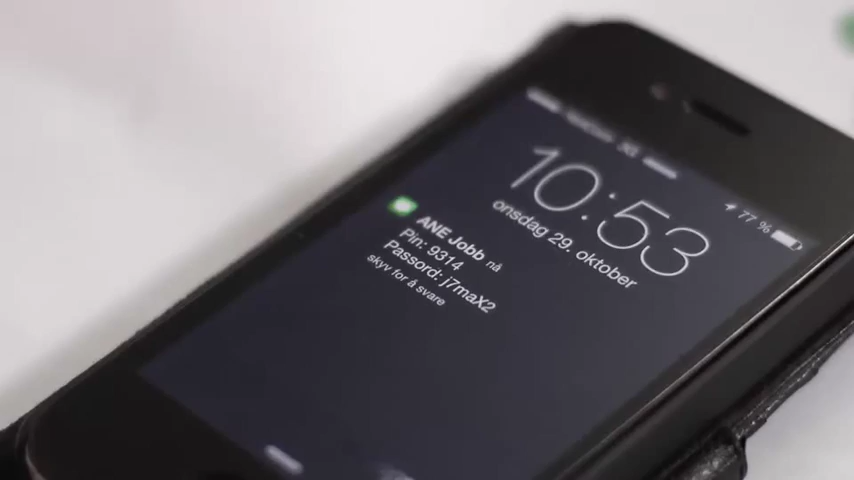 77 %
10:53
onsdag 29. oktober
ANE Jobb nå
Pin: 9314
Passord: j7maX2
skyv for å svare